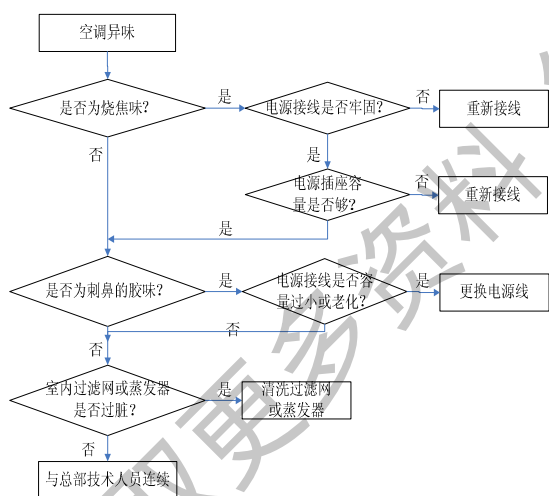 空调异味
是否为烧焦味?
是
电源接线是否牢固?
否
重新接线
否
是
电源插座容
量是否够?
否
重新接线
是
是否为刺鼻的胶味?
是
电源接线是否容
量过小或老化?
是
更换电源线
否
否
室内过滤网或蒸发器
是否过脏?
是
清洗过滤网
或蒸发器
否
与总部技术人员连续
取更多资料